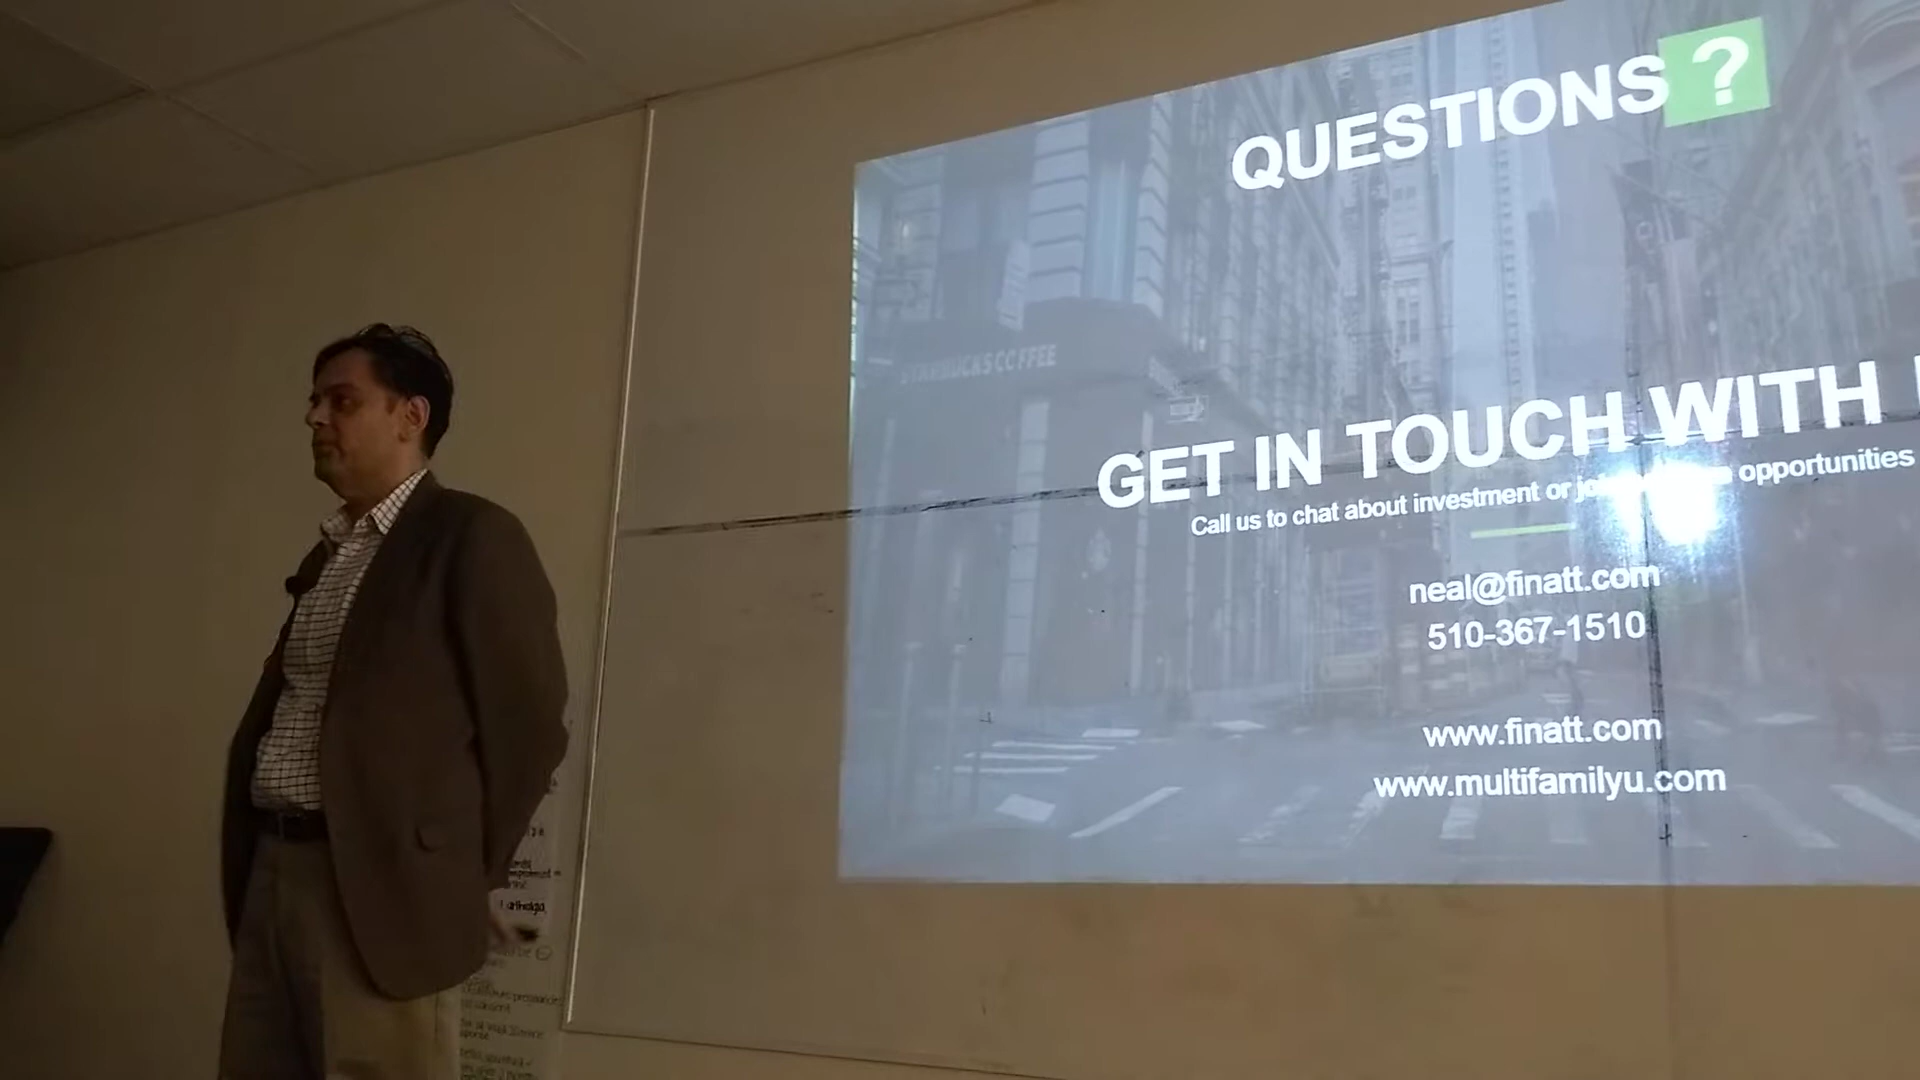 QUESTIONS ?
STARBUCKS COFFEE
GET IN TOUCH WITH
Call us to chat about investment or opportunities
neal@finatt.com
510-367-1510
www.finatt.com
www.multifamilyu.com